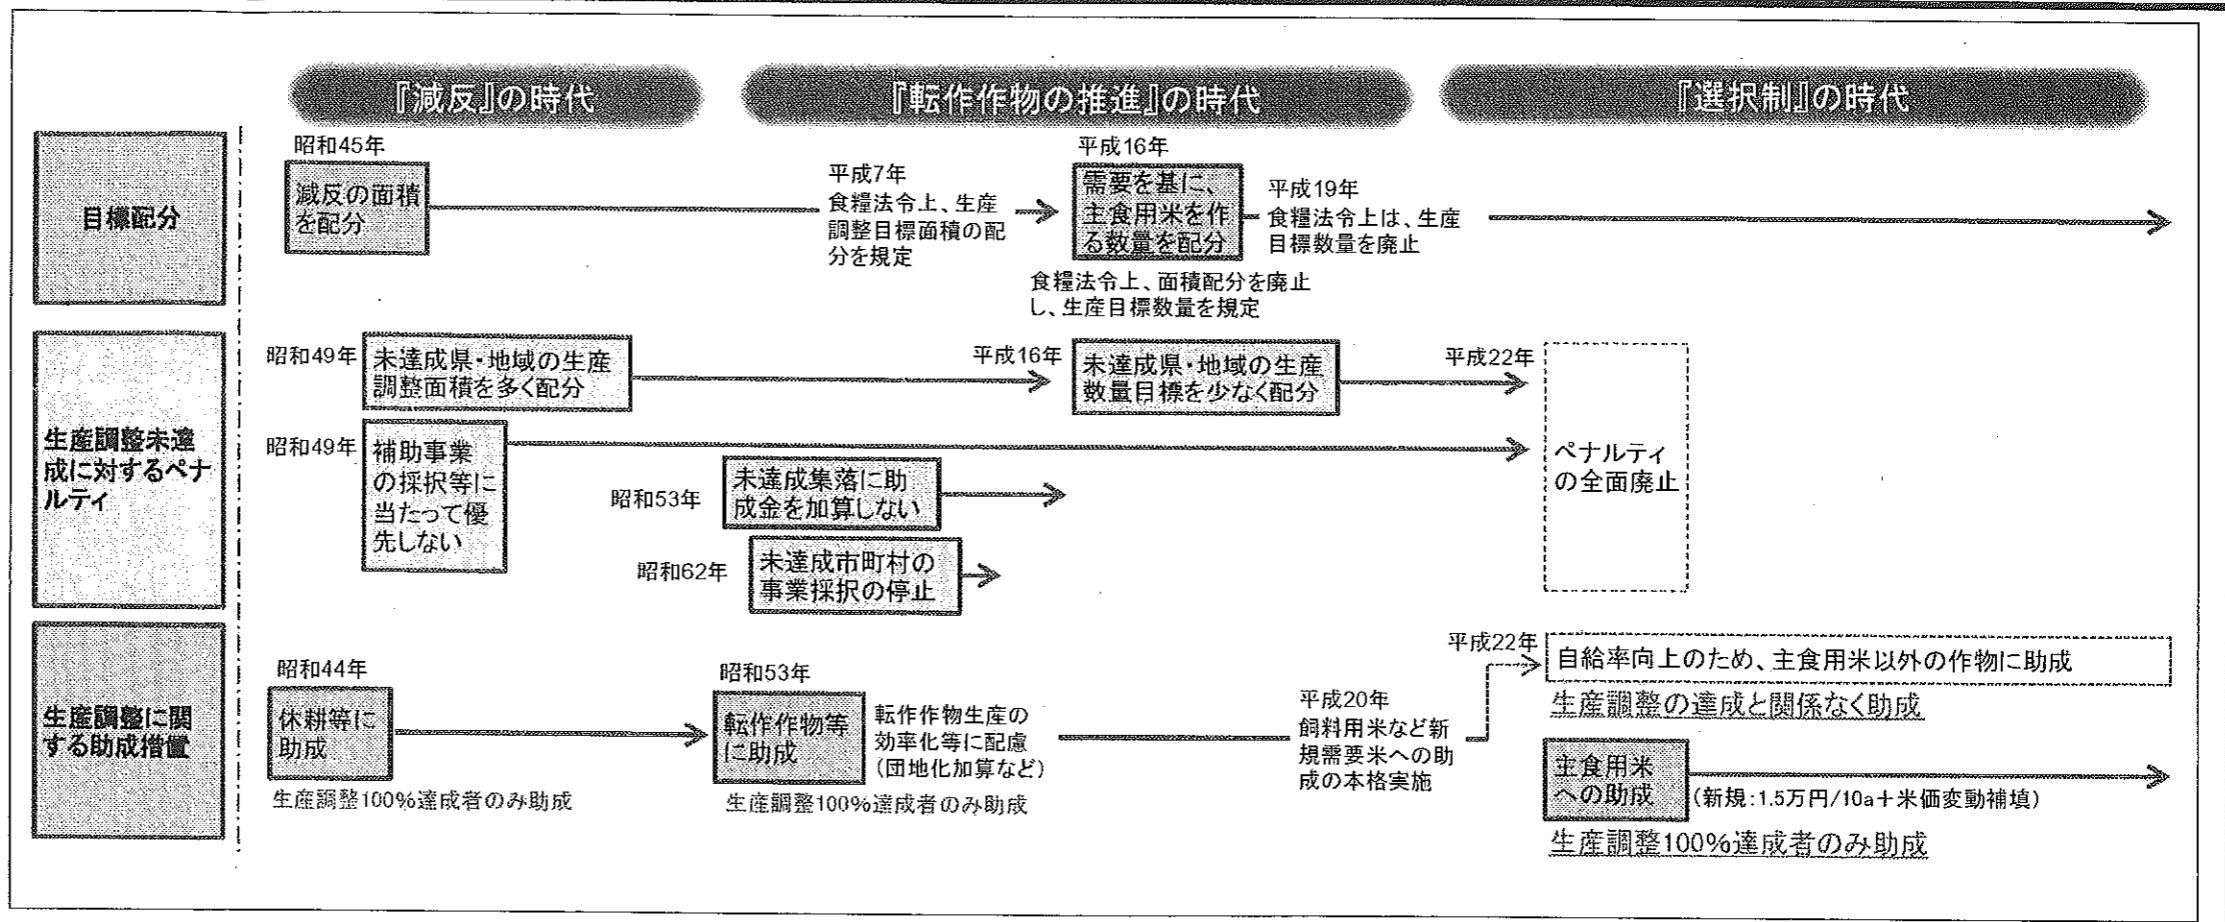 『減反』の時代
『転作作物の推進』の時代
『選択制』の時代
目標配分
昭和45年
減反の面積
を配分
平成7年
食糧法令上、生産
調整目標面積の配
分を規定
平成16年
需要を基に、
主食用米を作
る数量を配分
食糧法令上、面積配分を廃止
し、生産目標数量を規定
平成19年
食糧法令上は、生産
目標数量を廃止
生産調整未達
成に対するペナ
ルティ
昭和49年
未達成県・地域の生産
調整面積を多く配分
平成16年
未達成県・地域の生産
数量目標を少なく配分
平成22年
昭和49年
補助事業
の採択等に
当たって優
先しない
昭和53年
未達成集落に助
成金を加算しない
昭和62年
未達成市町村の
事業採択の停止
ペナルティ
の全面廃止
生産調整に関
する助成措置
昭和44年
休耕等に
助成
生産調整100%達成者のみ助成
昭和53年
転作作物等
に助成
転作作物生産の
効率化等に配慮
(団地化加算など)
生産調整100%達成者のみ助成
平成20年
飼料用米など新
規需要米への助
成の本格実施
平成22年
自給率向上のため、主食用米以外の作物に助成
生産調整の達成と関係なく助成
主食用米
への助成
(新規:1.5万円/10a+米価変動補填)
生産調整100%達成者のみ助成